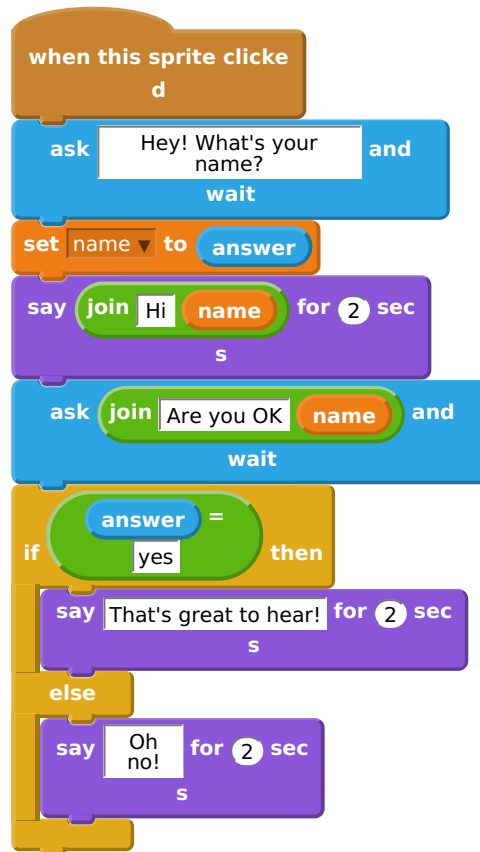 when this sprite clicke
d
ask Hey! What's your name? and
wait
set name ▼ to answer
say join Hi name for 2 sec
s
ask join Are you OK name and
wait
if answer = yes then
say That's great to hear! for 2 sec
s
else
say Oh no! for 2 sec
s